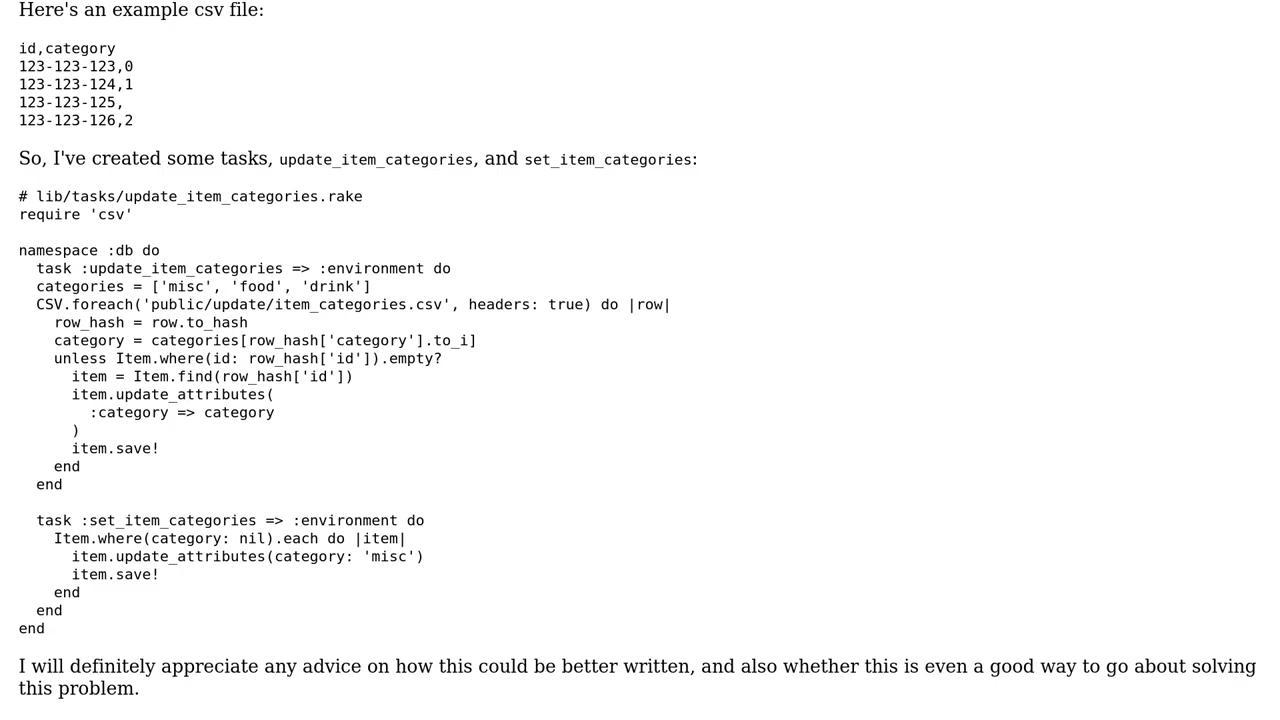 Here's an example csv file:
id,category
123-123-123,0
123-123-124,1
123-123-125,
123-123-126,2
So, I've created some tasks, update_item_categories, and set_item_categories:
# lib/tasks/update_item_categories.rake
require 'csv'
namespace :db do
  task :update_item_categories => :environment do
  categories = ['misc', 'food', 'drink']
  CSV.foreach('public/update/item_categories.csv', headers: true) do |row|
    row_hash = row.to_hash
    category = categories[row_hash['category'].to_i]
    unless Item.where(id: row_hash['id']).empty?
      item = Item.find(row_hash['id'])
      item.update_attributes(
        :category => category
      )
      item.save!
    end
  end
  task :set_item_categories => :environment do
    Item.where(category: nil).each do |item|
      item.update_attributes(category: 'misc')
      item.save!
    end
  end
end
I will definitely appreciate any advice on how this could be better written, and also whether this is even a good way to go about solving
this problem.